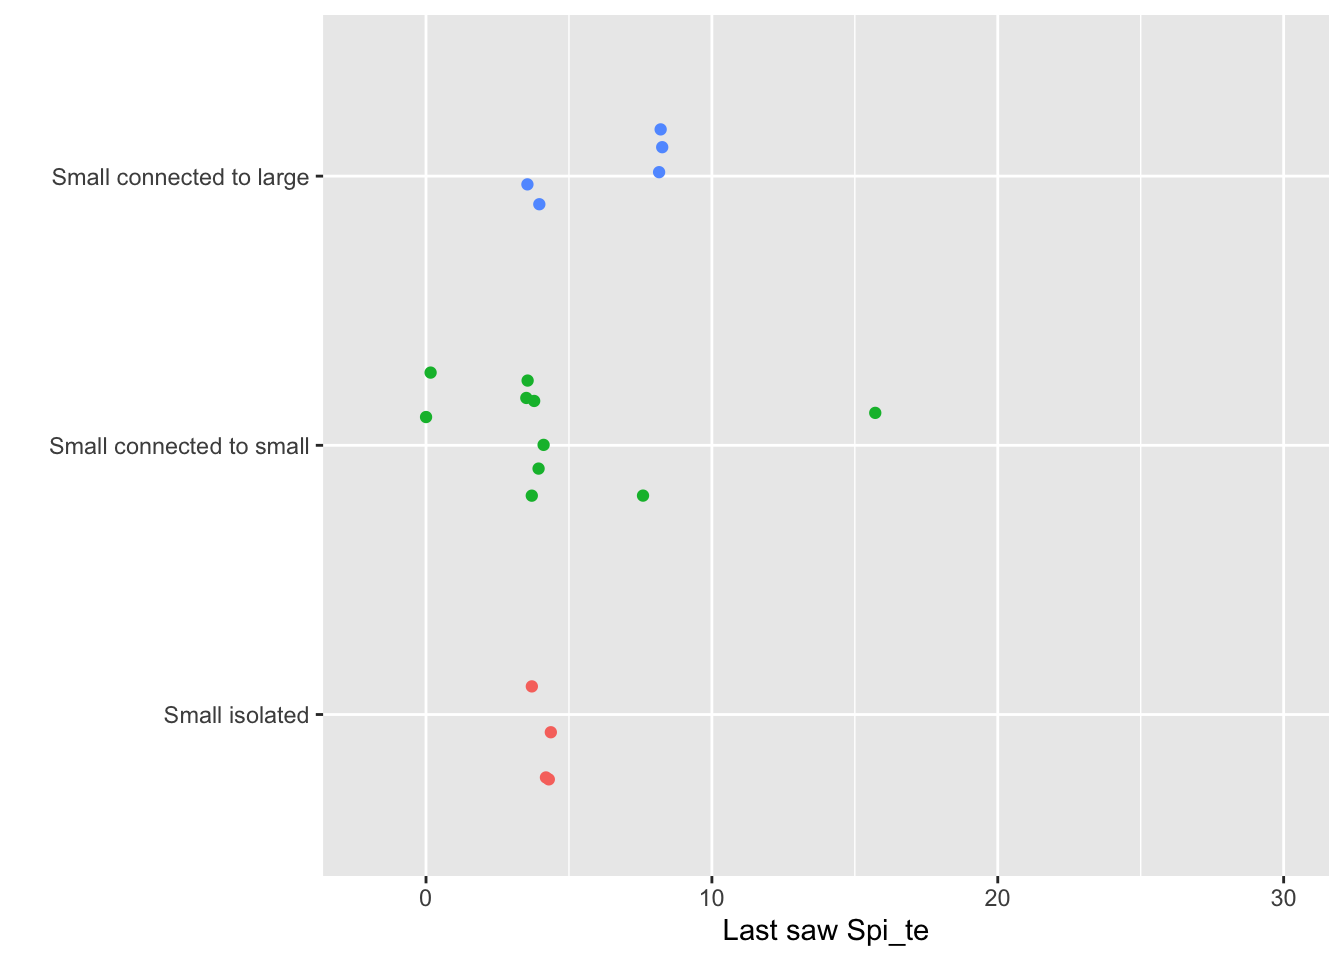 Small connected to large
Small connected to small
Small isolated
0 10 20 30
Last saw Spi_te